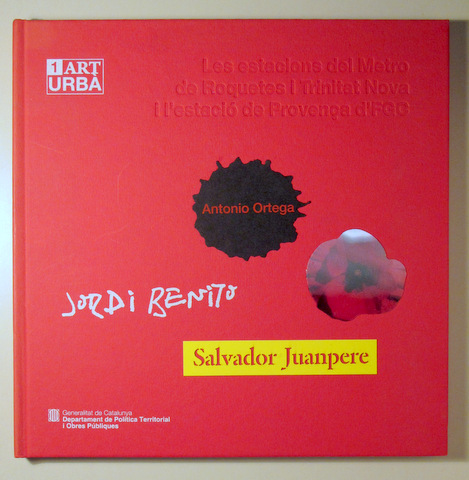 1 ART
URBÀ
Les estacions del Metro
de Roquetes i Trinitat Nova
i l'estació de Provença d'FGC
Antonio Ortega
JORDi BENiTO
Salvador Juanpere
Generalitat de Catalunya
Departament de Política Territorial
i Obres Públiques